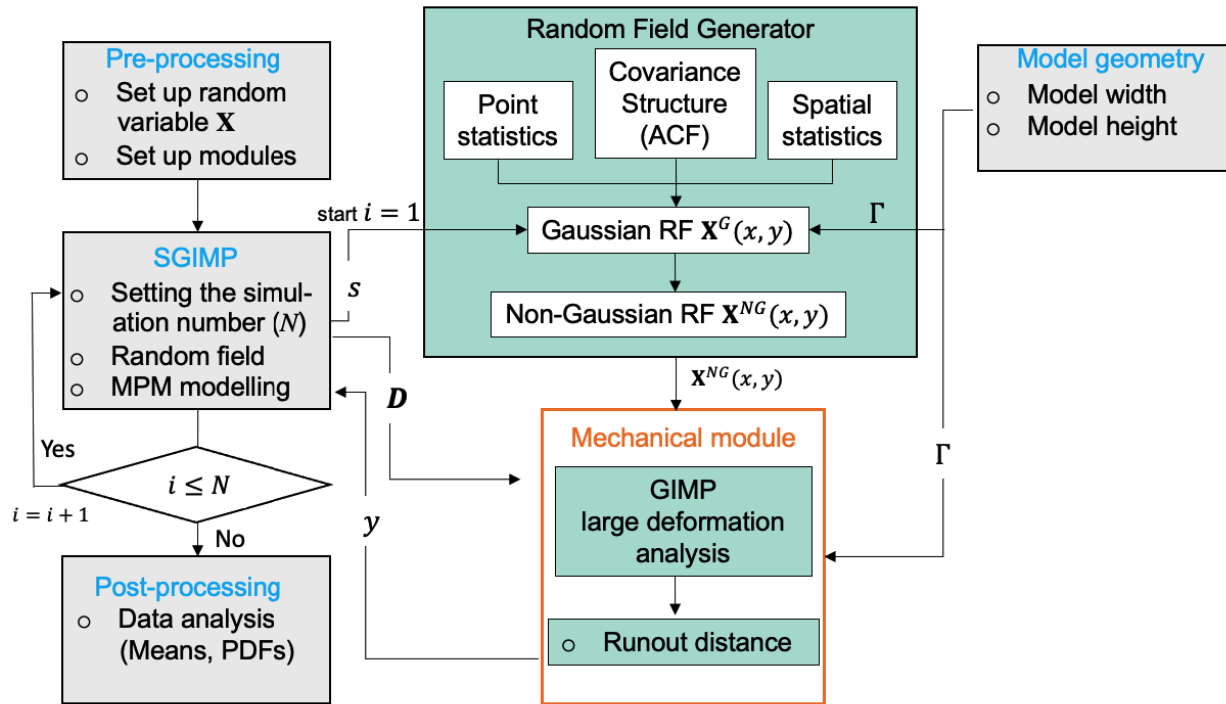 Pre-processing
○ Set up random
variable X
○ Set up modules
Random Field Generator
Point
statistics
Covariance
Structure
(ACF)
Spatial
statistics
Gaussian RF X^G(x, y)
Non-Gaussian RF X^{NG}(x, y)
Model geometry
○ Model width
○ Model height
Γ
start i = 1
s
SGIMP
○ Setting the simul-
ation number (N)
○ Random field
○ MPM modelling
D
X^{NG}(x, y)
Yes
i ≤ N
i = i + 1
No
y
Mechanical module
GIMP
large deformation
analysis
○ Runout distance
Γ
Post-processing
○ Data analysis
(Means, PDFs)